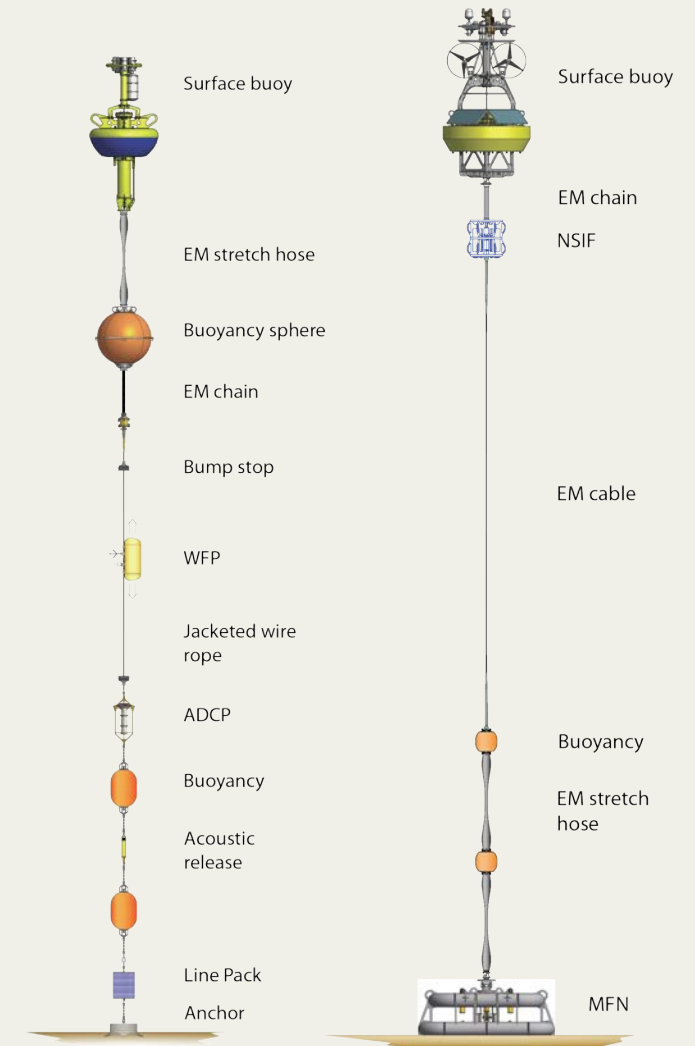 Surface buoy
EM stretch hose
Buoyancy sphere
EM chain
Bump stop
WFP
Jacketed wire
rope
ADCP
Buoyancy
Acoustic
release
Line Pack
Anchor
Surface buoy
EM chain
NSIF
EM cable
Buoyancy
EM stretch
hose
MFN